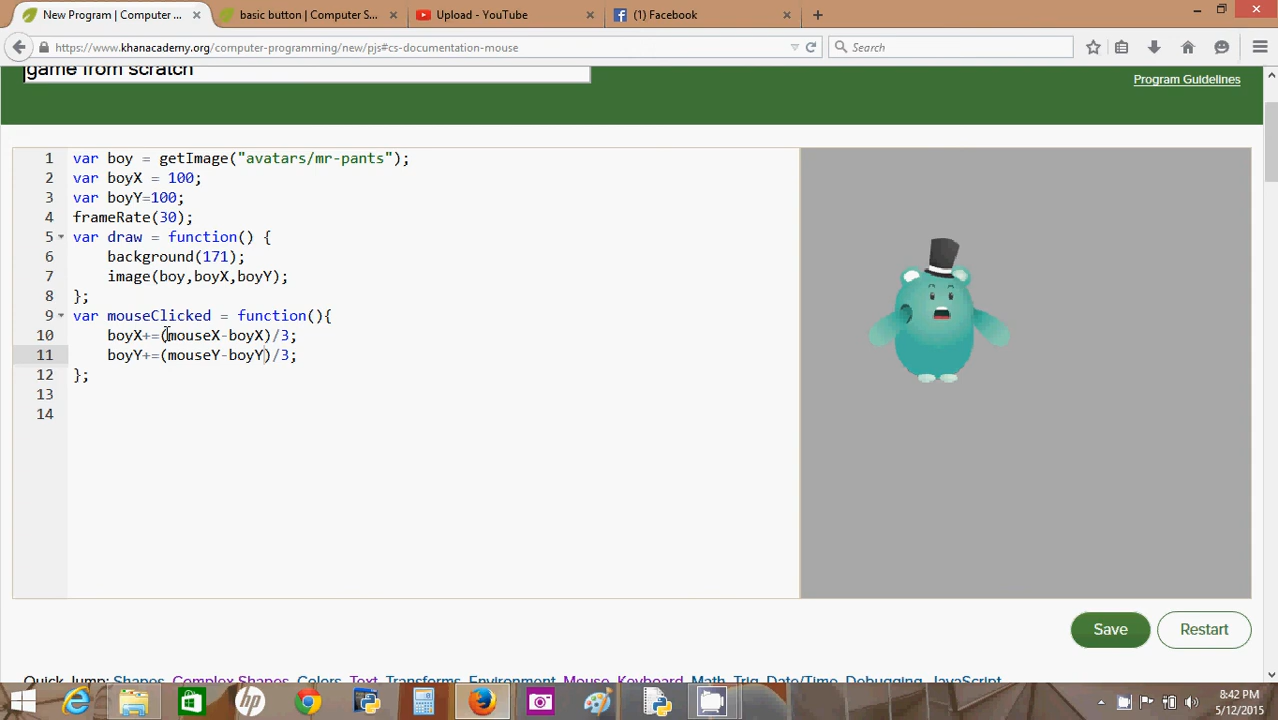 New Program | Computer ...
basic button | Computer S...
Upload - YouTube
(1) Facebook
https://www.khanacademy.org/computer-programming/new/pjs#cs-documentation-mouse
Search
game from scratch
Program Guidelines
1 var boy = getImage("avatars/mr-pants");
2 var boyX = 100;
3 var boyY=100;
4 frameRate(30);
5 var draw = function() {
6 background(171);
7 image(boy,boyX,boyY);
8 };
9 var mouseClicked = function(){
10 boyX+=(mouseX-boyX)/3;
11 boyY+=(mouseY-boyY)/3;
12 };
13
14
Save
Restart
Quick Jump: Shapes Complex Shapes Colors Text Transforms Environment Mouse Keyboard Math Trig Date/Time Debugging JavaScript
hp
8:42 PM
5/12/2015